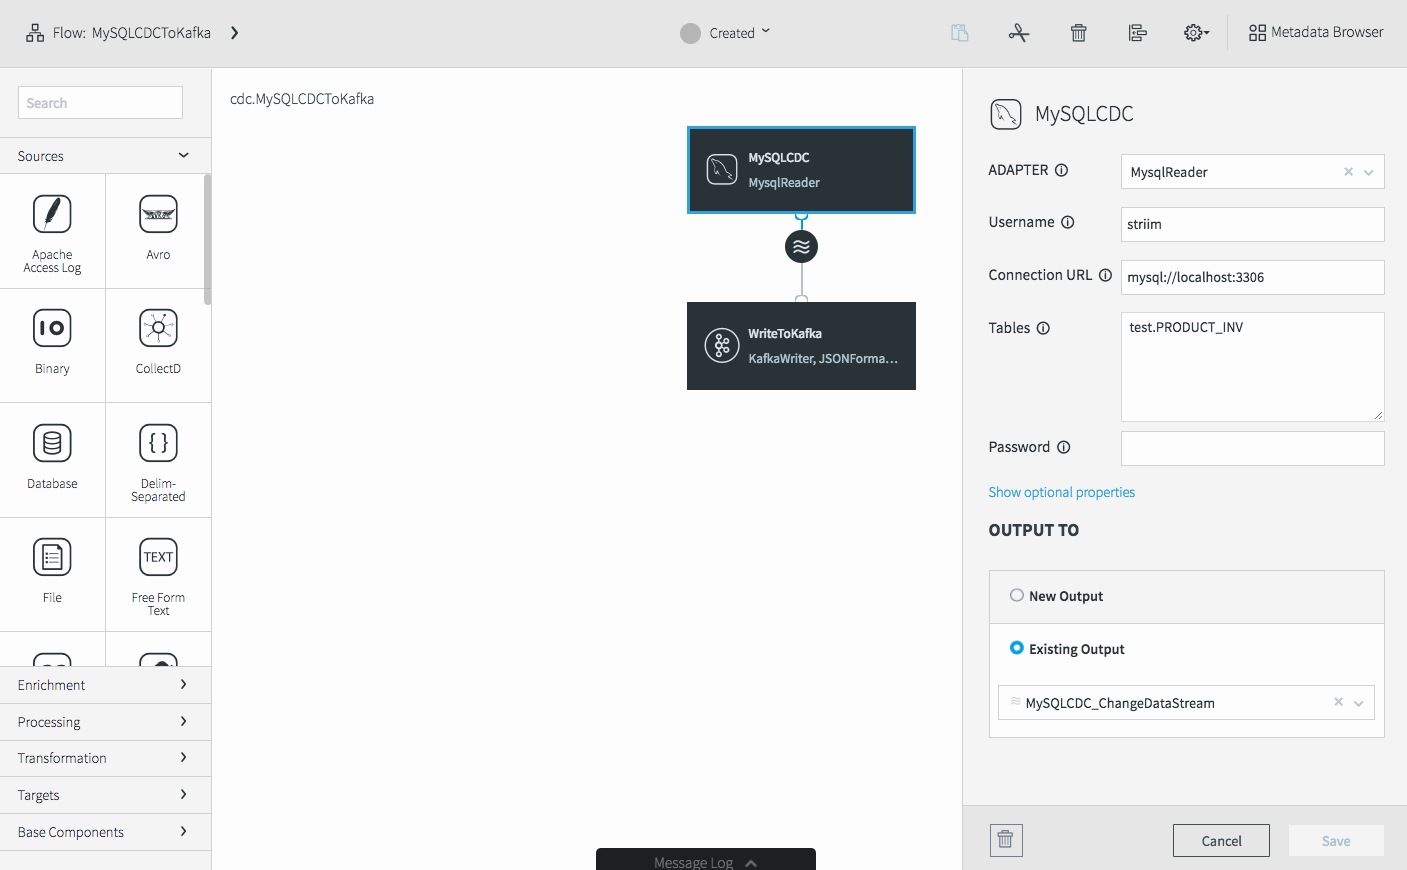 Flow: MySQLCDCToKafka
Created
Metadata Browser
Search
Sources
Apache
Access Log
Avro
IO
Binary
CollectD
Database
{ }
Delim-
Separated
File
TEXT
Free Form
Text
Enrichment
Processing
Transformation
Targets
Base Components
cdc.MySQLCDCToKafka
MySQLCDC
MysqlReader
WriteToKafka
KafkaWriter, JSONForma...
Message Log
MySQLCDC
ADAPTER
MysqlReader
Username
striim
Connection URL
mysql://localhost:3306
Tables
test.PRODUCT_INV
Password
Show optional properties
OUTPUT TO
New Output
Existing Output
MySQLCDC_ChangeDataStream
Cancel
Save